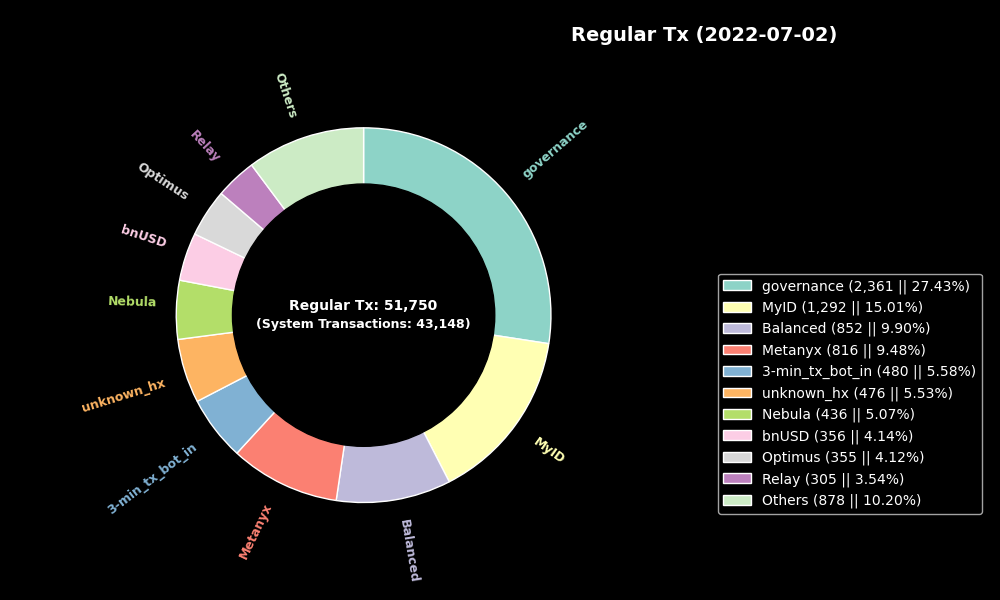 Regular Tx (2022-07-02)
Others
governance
Relay
Optimus
bnUSD
Nebula
unknown_hx
3-min_tx_bot_in
Metanyx
Balanced
MyID
Regular Tx: 51,750
(System Transactions: 43,148)
governance (2,361 || 27.43%)
MyID (1,292 || 15.01%)
Balanced (852 || 9.90%)
Metanyx (816 || 9.48%)
3-min_tx_bot_in (480 || 5.58%)
unknown_hx (476 || 5.53%)
Nebula (436 || 5.07%)
bnUSD (356 || 4.14%)
Optimus (355 || 4.12%)
Relay (305 || 3.54%)
Others (878 || 10.20%)